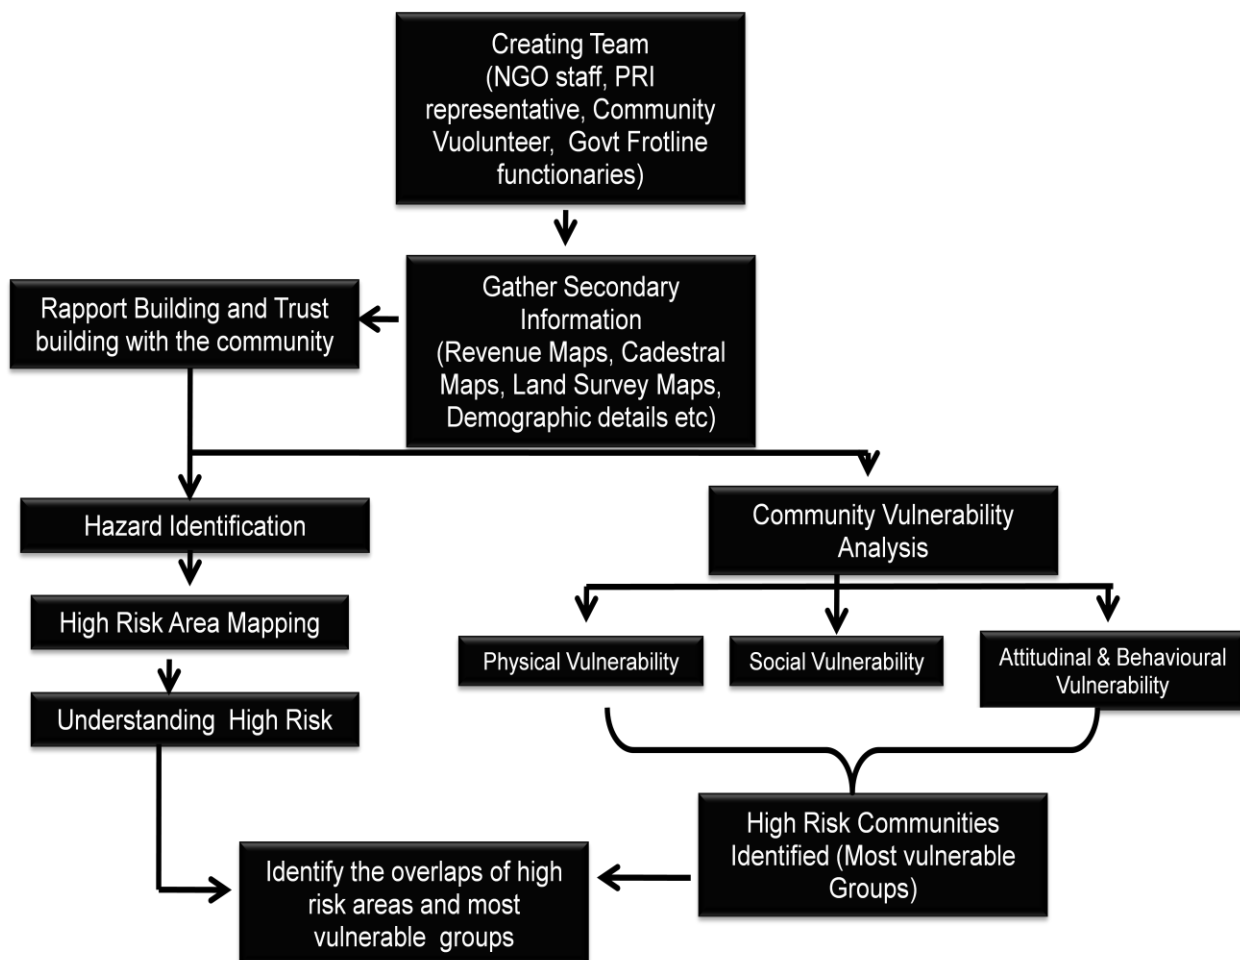 Creating Team
(NGO staff, PRI
representative, Community
Vuolunteer, Govt Frotline
functionaries)
Gather Secondary
Information
(Revenue Maps, Cadestral
Maps, Land Survey Maps,
Demographic details etc)
Rapport Building and Trust
building with the community
Hazard Identification
High Risk Area Mapping
Understanding High Risk
Community Vulnerability
Analysis
Physical Vulnerability
Social Vulnerability
Attitudinal & Behavioural
Vulnerability
High Risk Communities
Identified (Most vulnerable
Groups)
Identify the overlaps of high
risk areas and most
vulnerable groups